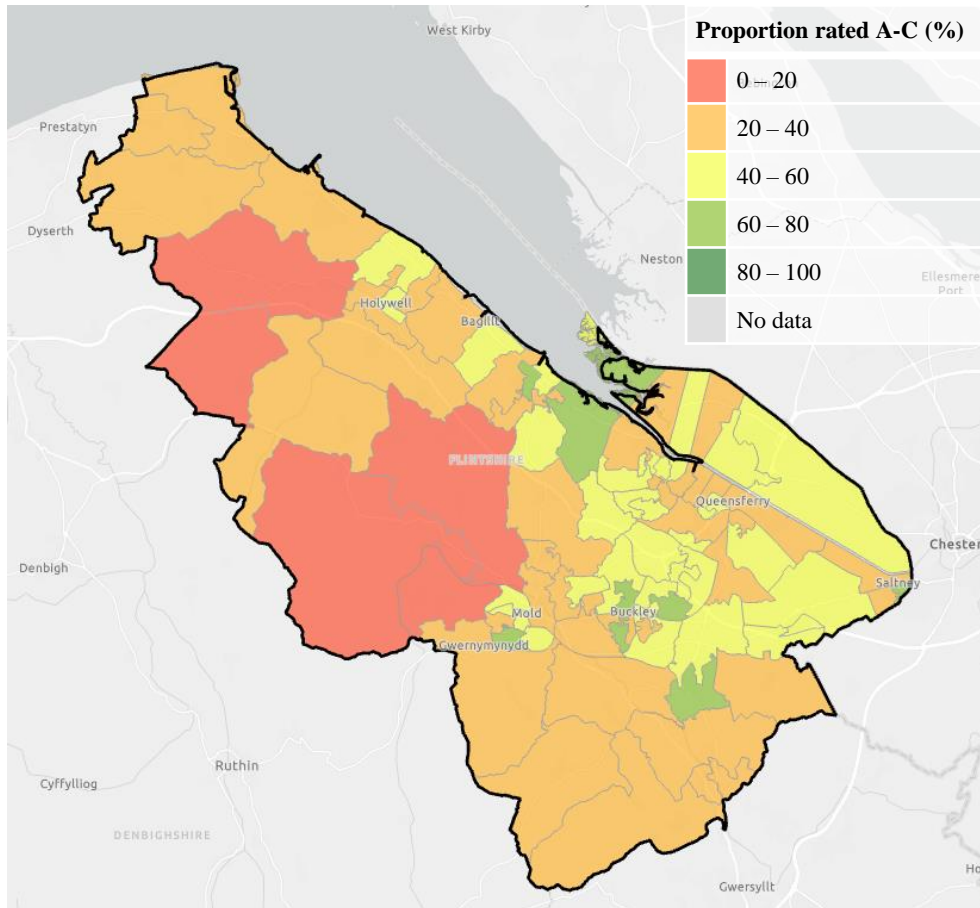 West Kirby
Proportion rated A-C (%)
0 – 20
20 – 40
40 – 60
60 – 80
80 – 100
No data
Prestatyn
Dyserth
Neston
Ellesmere
Port
Holywell
Bagillt
FLINTSHIRE
Queensferry
Chester
Denbigh
Saltney
Mold
Buckley
Gwernymynydd
Ruthin
Cyffylliog
DENBIGHSHIRE
Gwersyllt
Ho